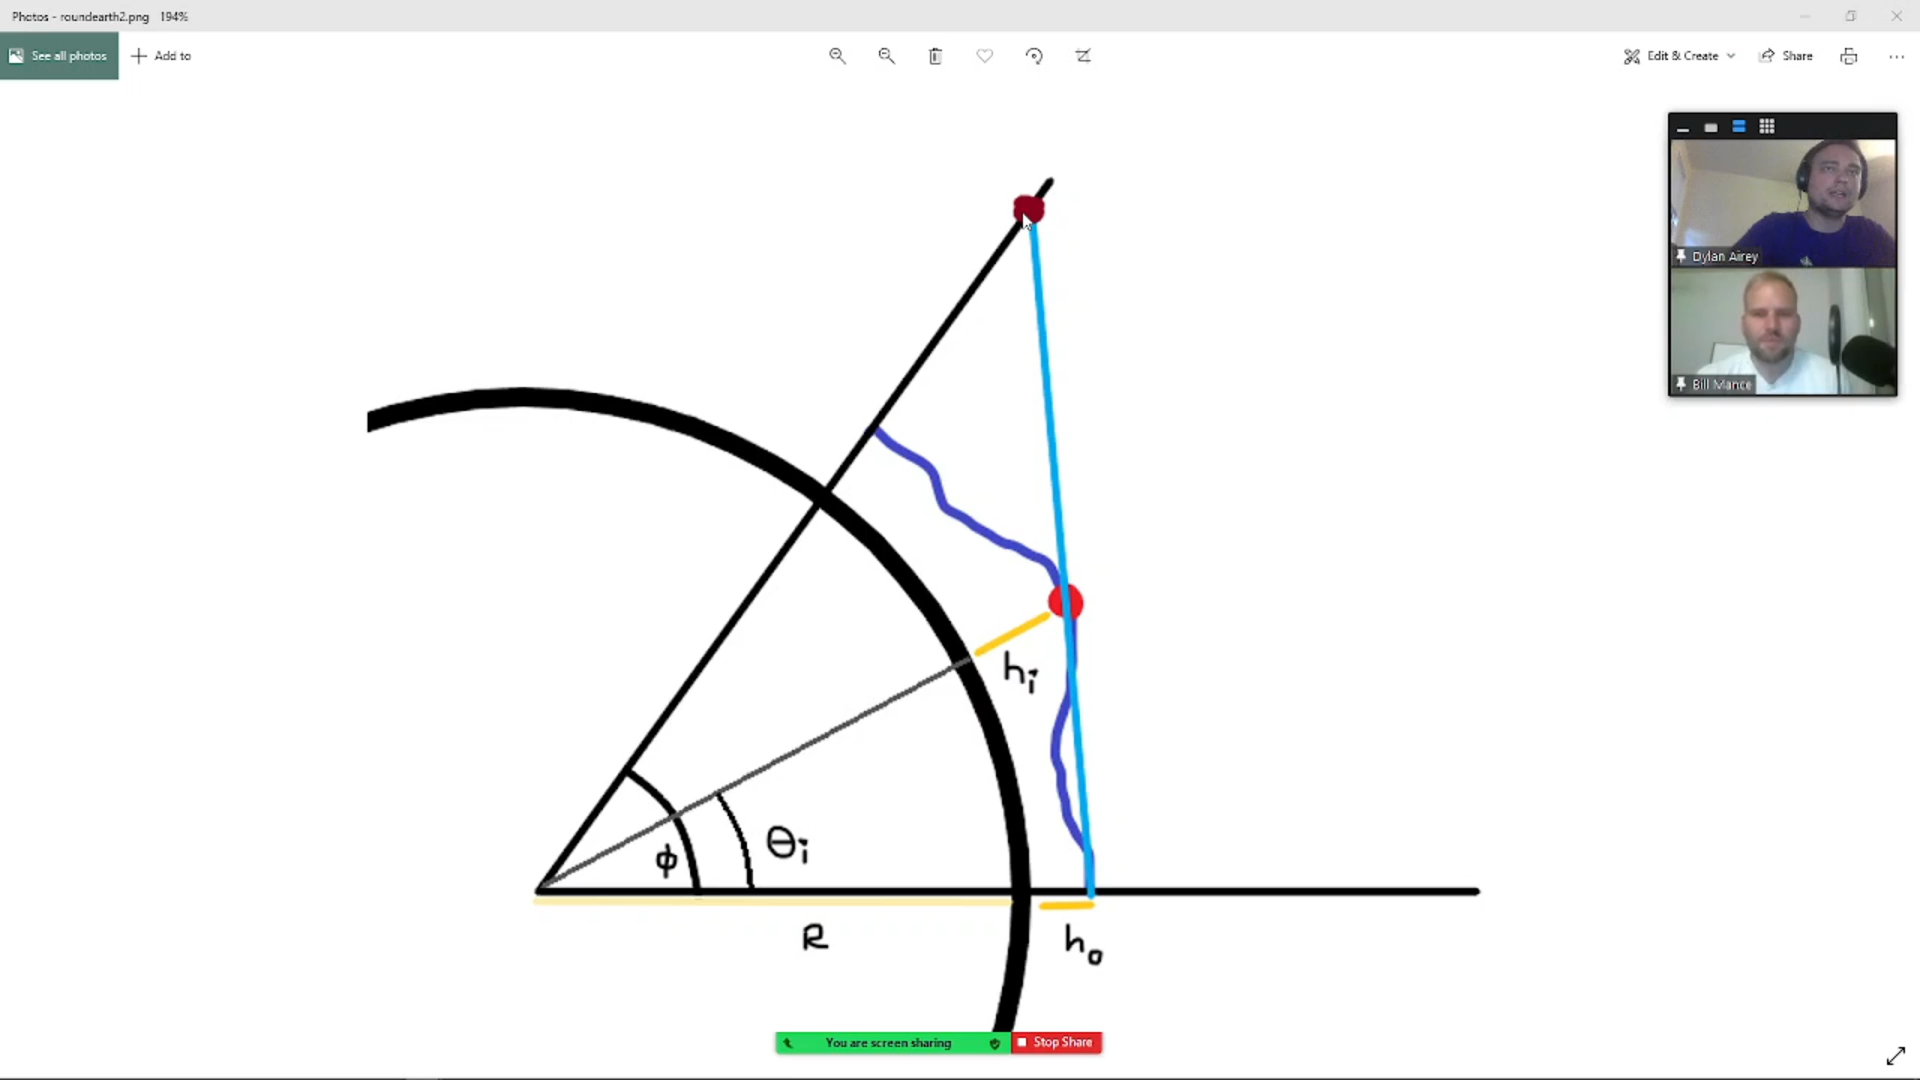 Photos - roundearth2.png 194%
See all photos
Add to
Edit & Create
Share
Dylan Airey
Bill Mance
hi
θi
ϕ
R
ho
You are screen sharing
Stop Share